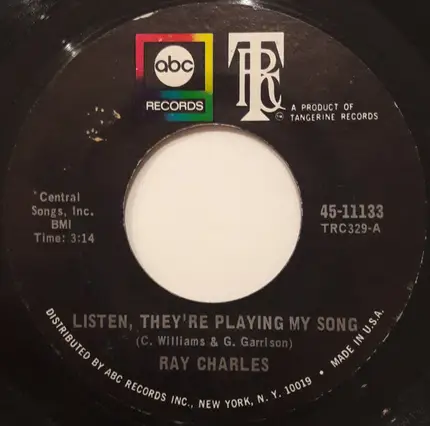 abc
RECORDS
TRC
A PRODUCT OF
TANGERINE RECORDS
Central
Songs, Inc.
BMI
Time: 3:14
45-11133
TRC329-A
LISTEN, THEY'RE PLAYING MY SONG
(C. Williams & G. Garrison)
RAY CHARLES
DISTRIBUTED BY ABC RECORDS INC., NEW YORK, N. Y. 10019 • MADE IN U.S.A.